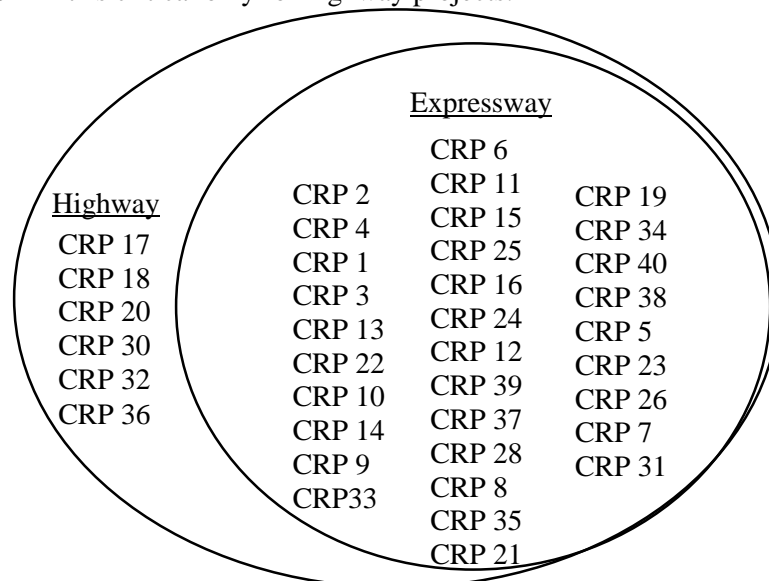 projects.
Expressway
Highway
CRP 17
CRP 18
CRP 20
CRP 30
CRP 32
CRP 36
CRP 2
CRP 4
CRP 1
CRP 3
CRP 13
CRP 22
CRP 10
CRP 14
CRP 9
CRP33
CRP 6
CRP 11
CRP 15
CRP 25
CRP 16
CRP 24
CRP 12
CRP 39
CRP 37
CRP 28
CRP 8
CRP 35
CRP 21
CRP 19
CRP 34
CRP 40
CRP 38
CRP 5
CRP 23
CRP 26
CRP 7
CRP 31